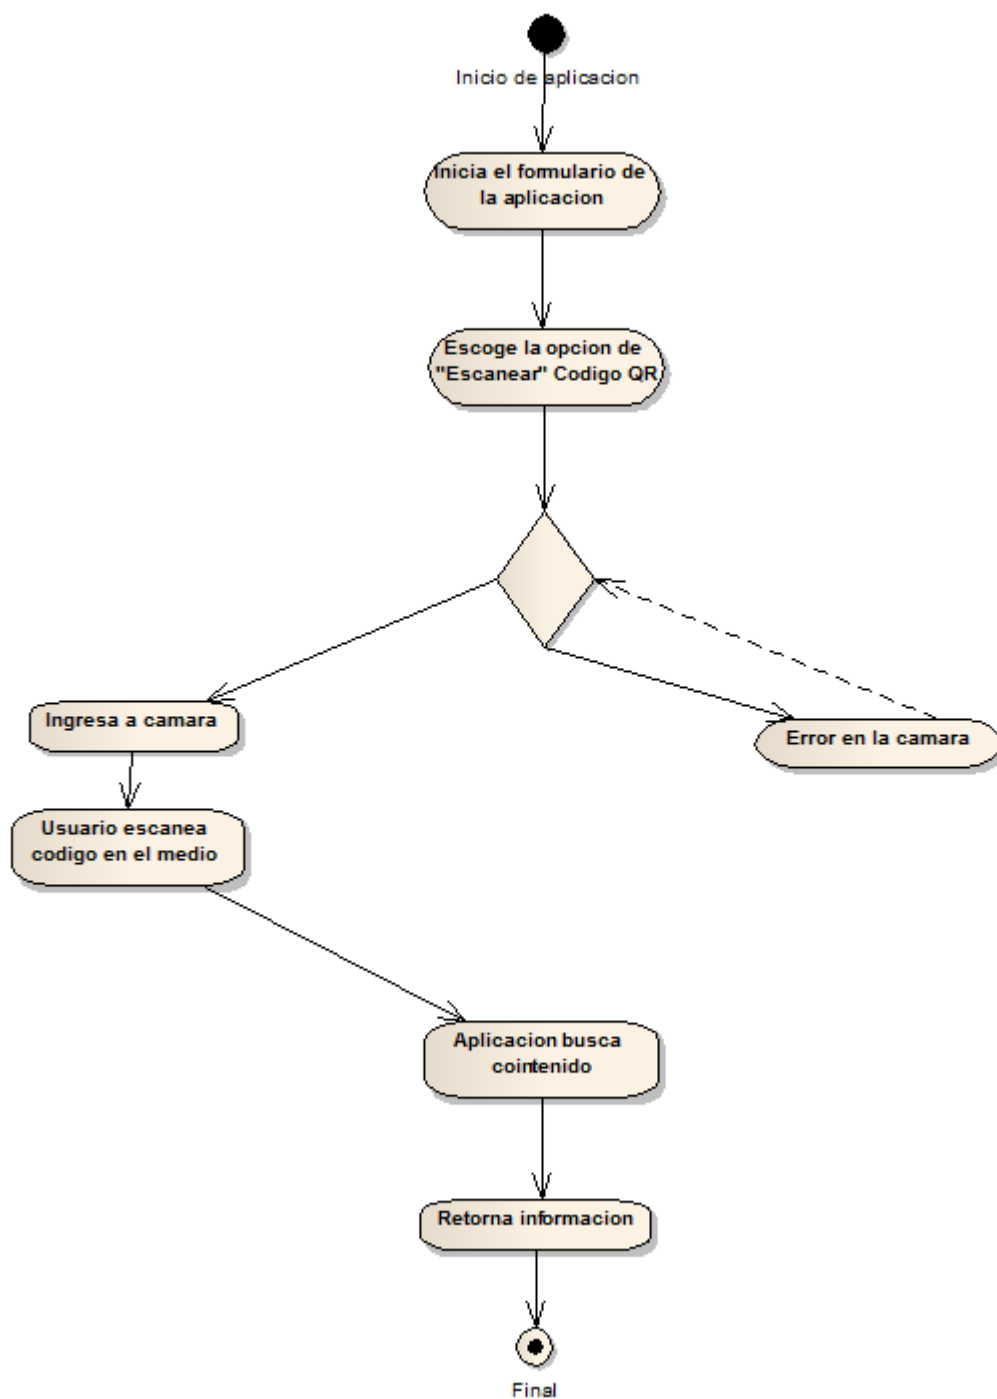 Inicio de aplicacion
Inicia el formulario de
la aplicacion
Escoge la opcion de
"Escanear" Codigo QR
Ingresa a camara
Error en la camara
Usuario escanea
codigo en el medio
Aplicacion busca
cointenido
Retorna informacion
Final